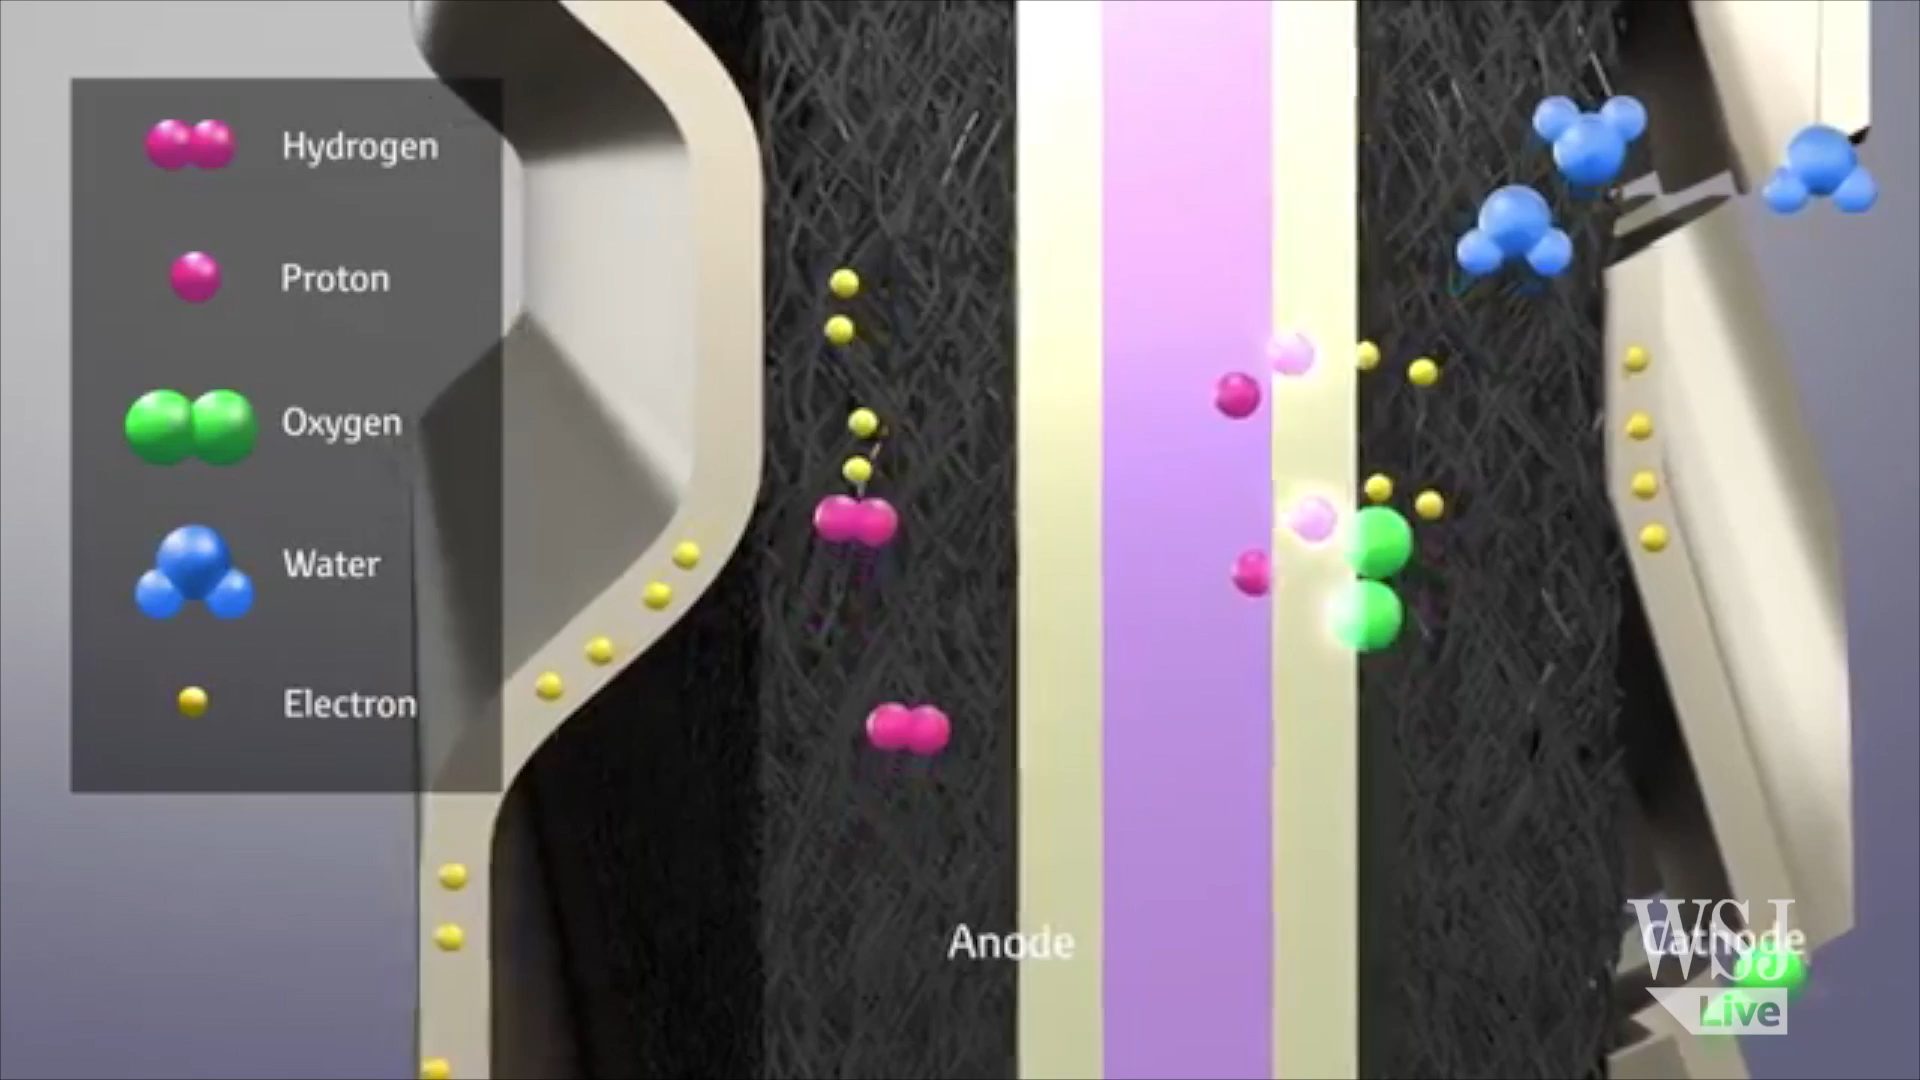 Hydrogen
Proton
Oxygen
Water
Electron
Anode
Cathode
WSJ
Live